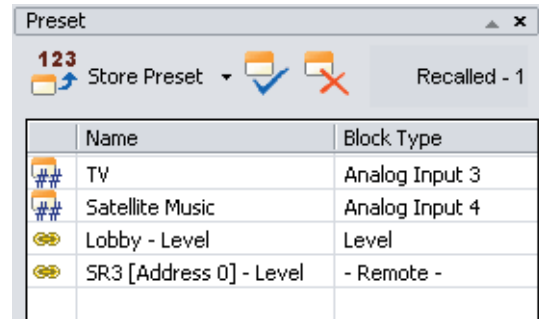 Preset
123
Store Preset
Recalled - 1
Name Block Type
## TV Analog Input 3
## Satellite Music Analog Input 4
Lobby - Level Level
SR3 [Address 0] - Level - Remote -